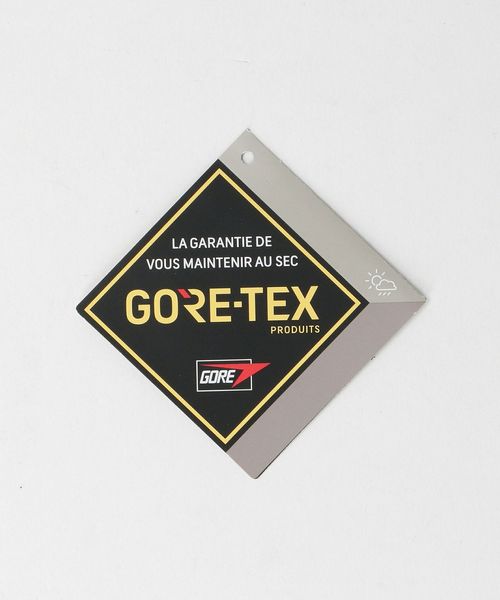 LA GARANTIE DE
VOUS MAINTENIR AU SEC
GORE-TEX
PRODUITS
GORE